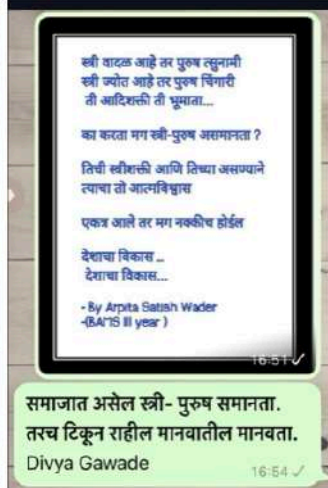 स्त्री वादळ आहे तर पुरुष त्सुनामी
स्त्री ज्योत आहे तर पुरुष चिंगारी
ती आदिशक्ती ती भूमाता...
का करता मग स्त्री-पुरुष असमानता ?
तिची स्त्रीशक्ती आणि तिच्या असण्याने
त्याचा तो आत्मविश्वास
एकत्र आले तर मग नक्कीच होईल
देशाचा विकास ..
देशाचा विकास...
- By Arpita Satish Wader
-(BAMS III year )
16:51
समाजात असेल स्त्री- पुरुष समानता.
तरच टिकून राहील मानवातील मानवता.
Divya Gawade
16:54